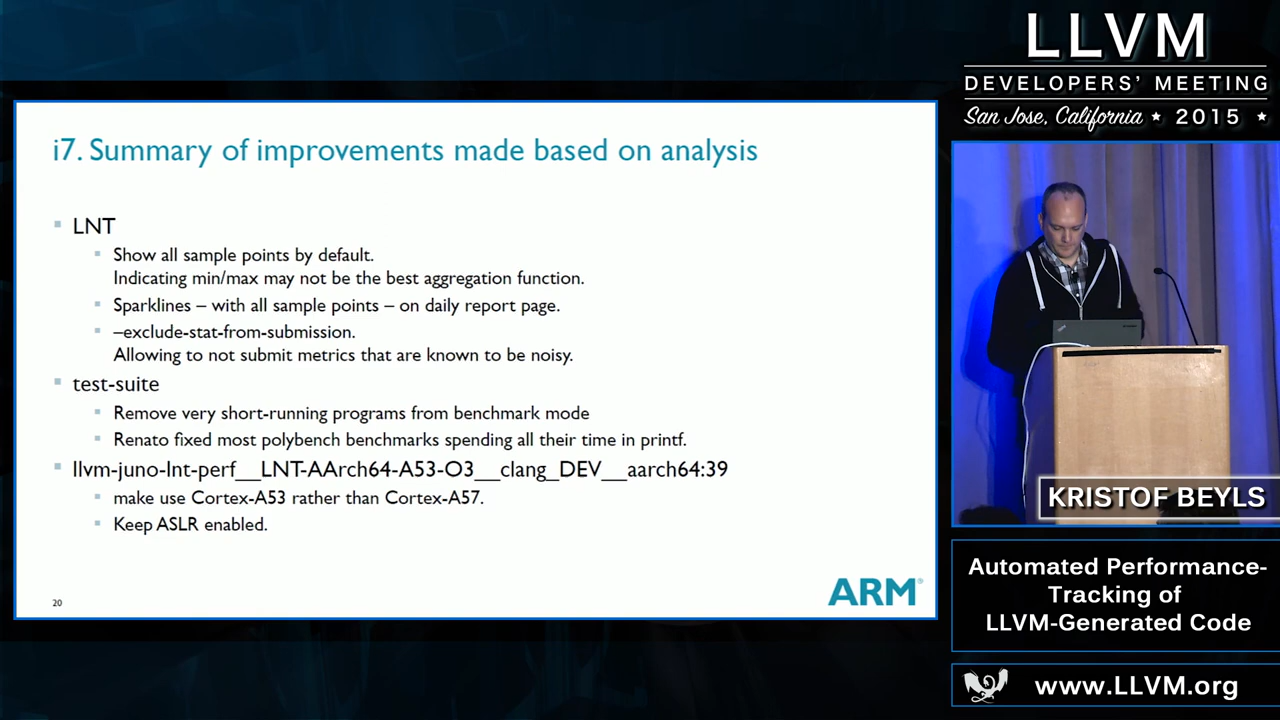 i7. Summary of improvements made based on analysis
LNT
Show all sample points by default.
Indicating min/max may not be the best aggregation function.
Sparklines – with all sample points – on daily report page.
–exclude-stat-from-submission.
Allowing to not submit metrics that are known to be noisy.
test-suite
Remove very short-running programs from benchmark mode
Renato fixed most polybench benchmarks spending all their time in printf.
llvm-juno-lnt-perf__LNT-AArch64-A53-O3__clang_DEV__aarch64:39
make use Cortex-A53 rather than Cortex-A57.
Keep ASLR enabled.
20
ARM®
LLVM
DEVELOPERS' MEETING
San Jose, California ★ 2015 ★
KRISTOF BEYLS
Automated Performance-
Tracking of
LLVM-Generated Code
www.LLVM.org